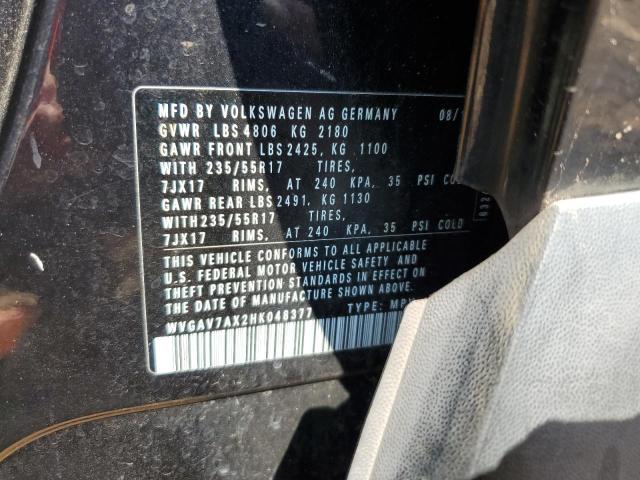 MFD BY VOLKSWAGEN AG GERMANY 08/
GVWR LBS 4806 KG 2180
GAWR FRONT LBS 2425, KG 1100
WITH 235/55R17 TIRES,
7JX17 RIMS, AT 240 KPA, 35 PSI COL
GAWR REAR LBS 2491, KG 1130
WITH 235/55R17 TIRES,
7JX17 RIMS, AT 240 KPA, 35 PSI COLD
THIS VEHICLE CONFORMS TO ALL APPLICABLE
U.S. FEDERAL MOTOR VEHICLE SAFETY AND
THEFT PREVENTION STANDARDS IN EFFECT ON
THE DATE OF MANUFACTURE SHOWN ABOVE.
WVGAV7AX2HK048377 TYPE: MPV